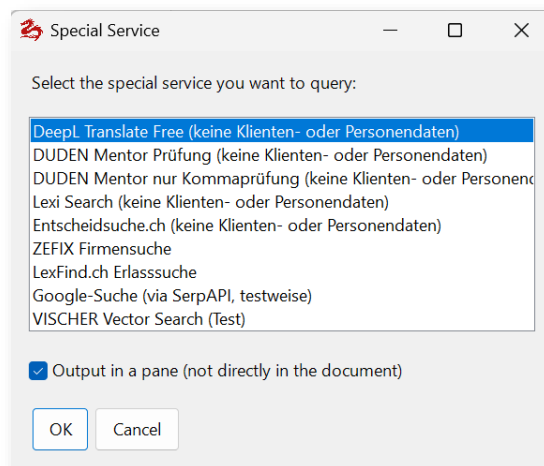 Special Service
Select the special service you want to query:
DeepL Translate Free (keine Klienten- oder Personendaten)
DUDEN Mentor Prüfung (keine Klienten- oder Personendaten)
DUDEN Mentor nur Kommaprüfung (keine Klienten- oder Personenc
Lexi Search (keine Klienten- oder Personendaten)
Entscheidsuche.ch (keine Klienten- oder Personendaten)
ZEFIX Firmensuche
LexFind.ch Erlasssuche
Google-Suche (via SerpAPI, testweise)
VISCHER Vector Search (Test)
Output in a pane (not directly in the document)
OK Cancel